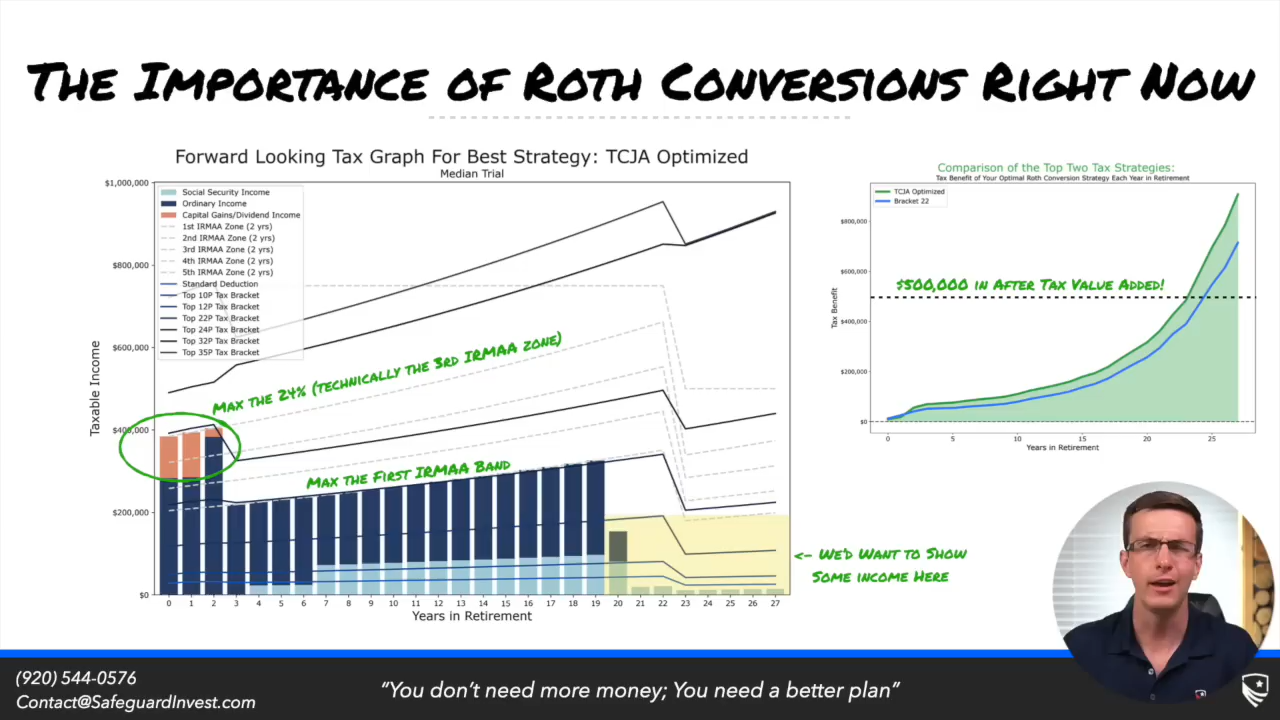 The Importance of Roth Conversions Right Now
Forward Looking Tax Graph For Best Strategy: TCJA Optimized
Median Trial
$1,000,000
$800,000
$600,000
$400,000
$200,000
$0
Taxable Income
Social Security Income
Ordinary Income
Capital Gains/Dividend Income
1st IRMAA Zone (2 yrs)
2nd IRMAA Zone (2 yrs)
3rd IRMAA Zone (2 yrs)
4th IRMAA Zone (2 yrs)
5th IRMAA Zone (2 yrs)
Standard Deduction
Top 10P Tax Bracket
Top 12P Tax Bracket
Top 22P Tax Bracket
Top 24P Tax Bracket
Top 32P Tax Bracket
Top 35P Tax Bracket
Max the 24% (technically the 3rd IRMAA zone)
Max the First IRMAA Band
0 1 2 3 4 5 6 7 8 9 10 11 12 13 14 15 16 17 18 19 20 21 22 23 24 25 26 27
Years in Retirement
<- We'd Want to Show
Some income Here
Comparison of the Top Two Tax Strategies:
Tax Benefit of Your Optimal Roth Conversion Strategy Each Year in Retirement
TCJA Optimized
Bracket 22
$800,000
$600,000
$400,000
$200,000
$0
Tax Benefit
$500,000 in After Tax Value Added!
0 5 10 15 20 25
Years in Retirement
(920) 544-0576
Contact@SafeguardInvest.com
"You don't need more money; You need a better plan"